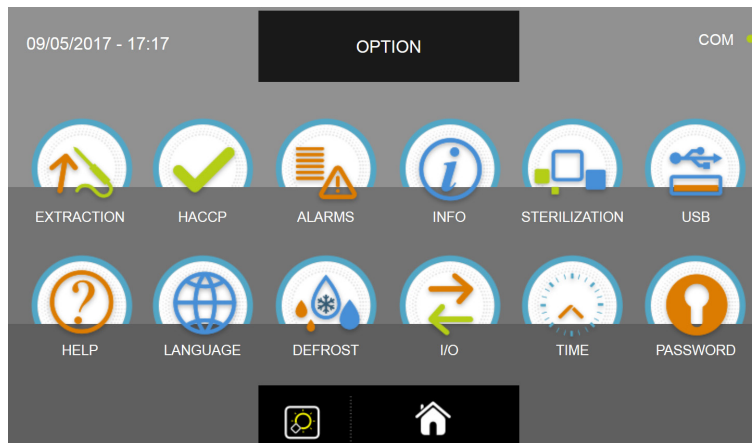 09/05/2017 - 17:17
OPTION
COM
EXTRACTION
HACCP
ALARMS
INFO
STERILIZATION
USB
HELP
LANGUAGE
DEFROST
I/O
TIME
PASSWORD